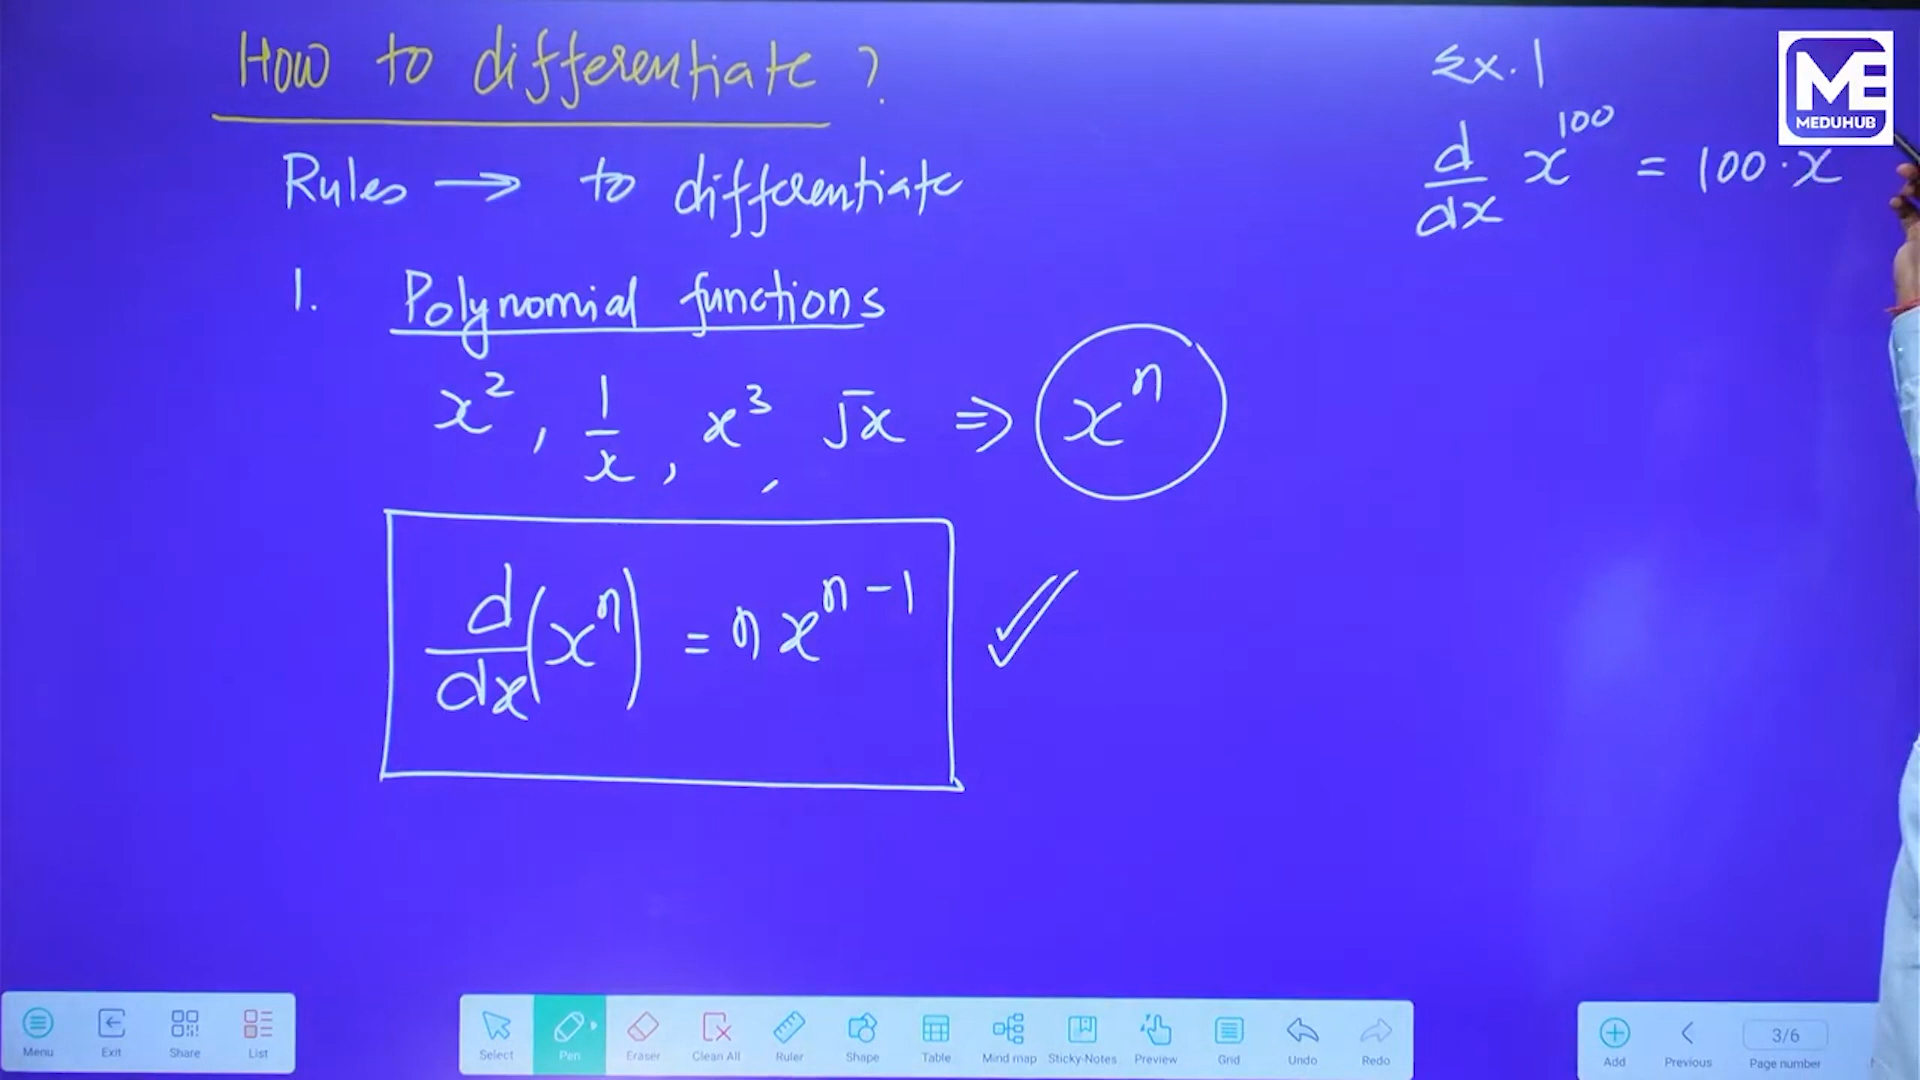 How to differentiate ?
Rules → to differentiate
1. Polynomial functions
x², 1/x, x³, √x ⇒ xⁿ
d/dx (xⁿ) = n xⁿ⁻¹ ✓
Ex. 1
d/dx x¹⁰⁰ = 100 · x
ME
MEDUHUB
Menu Exit Share List
Select Pen Eraser Clean All Ruler Shape Table Mind map Sticky-Notes Preview Grid Undo Redo
3/6
Add Previous Page number